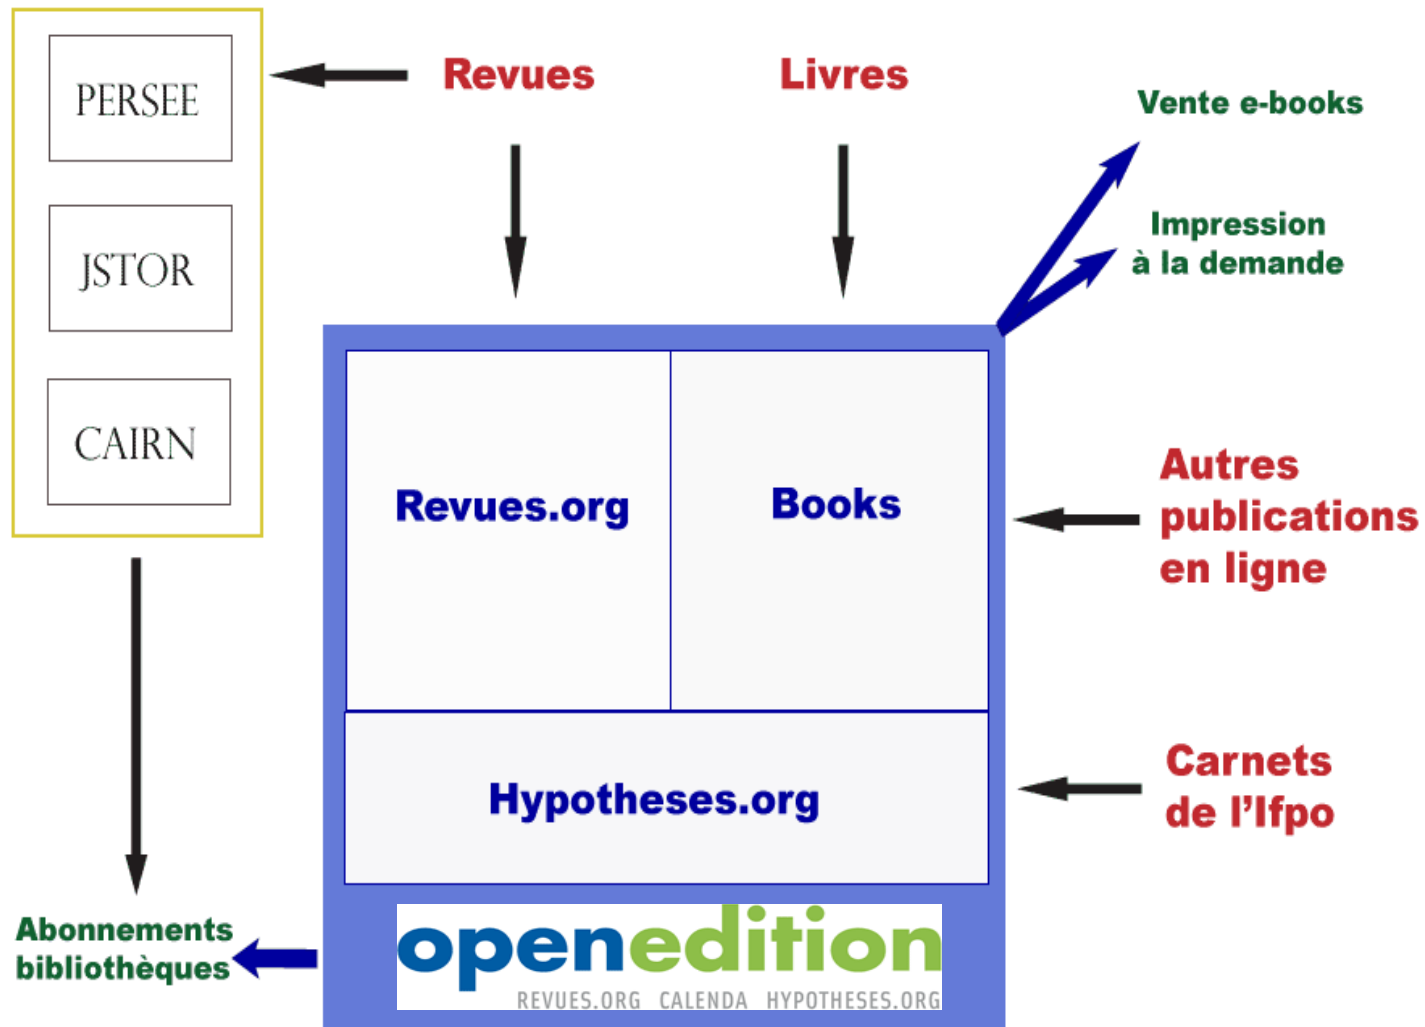 PERSEE
JSTOR
CAIRN
Revues
Livres
Vente e-books
Impression
à la demande
Revues.org
Books
Autres
publications
en ligne
Hypotheses.org
Carnets
de l’Ifpo
Abonnements
bibliothèques
openedition
REVUES.ORG CALENDA HYPOTHESES.ORG